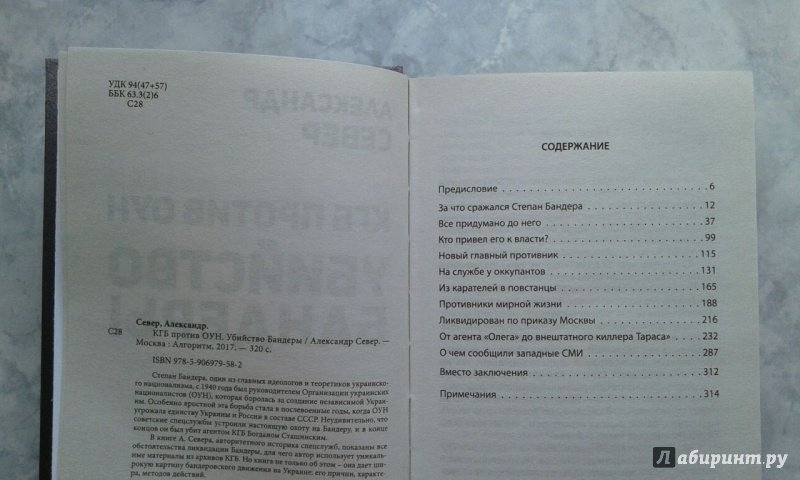 УДК 94(47+57)
ББК 63.3(2)6
С28
Север, Александр.
С28 КГБ против ОУН. Убийство Бандеры / Александр Север. —
Москва : Алгоритм, 2017. — 320 с.
ISBN 978-5-906979-58-2
Степан Бандера, один из главных идеологов и теоретиков украинского
национализма, с 1940 года был руководителем Организации украинских
националистов (ОУН), которая боролась за создание независимой Украины.
Особенно яростной эта борьба стала в послевоенные годы, когда ОУН
угрожала единству Украины и России в составе СССР. Неудивительно, что
советские спецслужбы устроили настоящую охоту на Бандеру, и в конце
концов он был убит агентом КГБ Богданом Сташинским.
В книге А. Севера, авторитетного историка спецслужб, показаны все
обстоятельства ликвидации Бандеры, для чего автор использует уникаль-
ные материалы из архивов КГБ. Но книга не только об этом – она дает ши-
рокую картину бандеровского движения на Украине: его причин, характе-
ра, методов действий.
СОДЕРЖАНИЕ
Предисловие . . . 6
За что сражался Степан Бандера . . . 12
Все придумано до него . . . 37
Кто привел его к власти? . . . 99
Новый главный противник . . . 115
На службе у оккупантов . . . 131
Из карателей в повстанцы . . . 165
Противники мирной жизни . . . 188
Ликвидирован по приказу Москвы . . . 216
От агента «Олега» до внештатного киллера Тараса» . . . 232
О чем сообщили западные СМИ . . . 287
Вместо заключения . . . 312
Примечания . . . 314
Лабиринт.ру